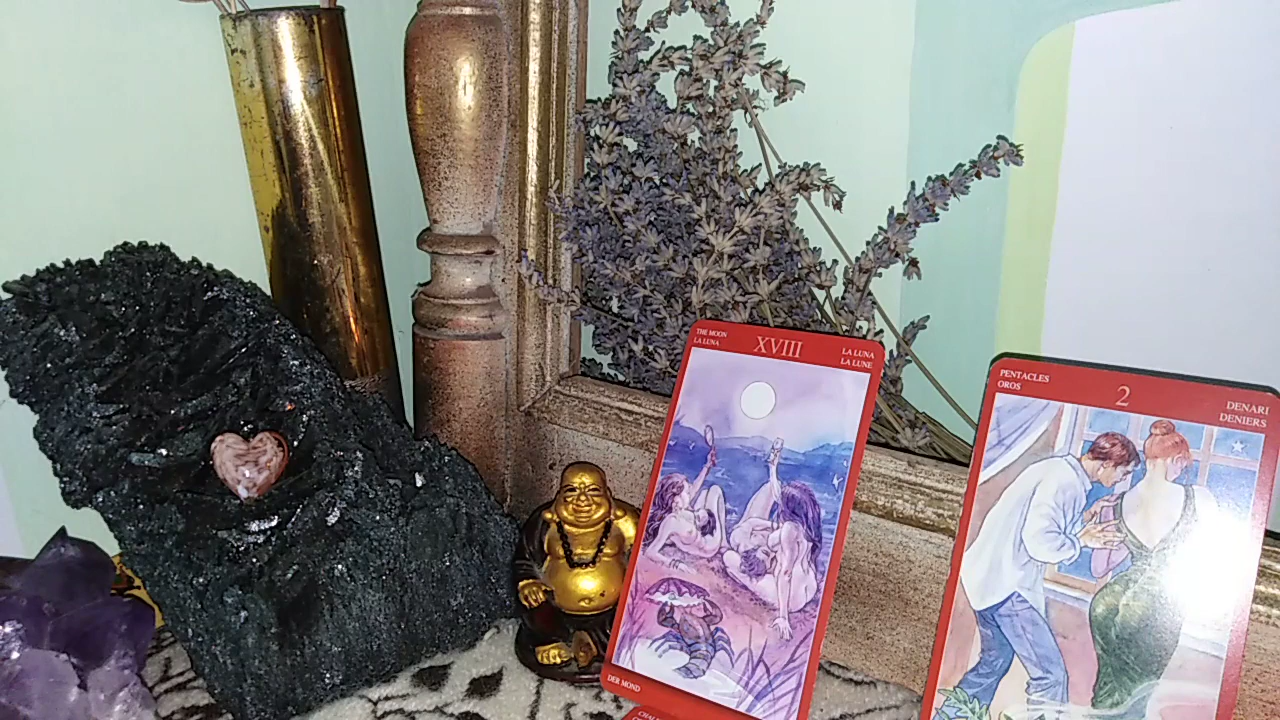 THE MOON
LA LUNA
XVIII
LA LUNA
LA LUNE
DER MOND
PENTACLES
OROS
2
DENARI
DENIERS